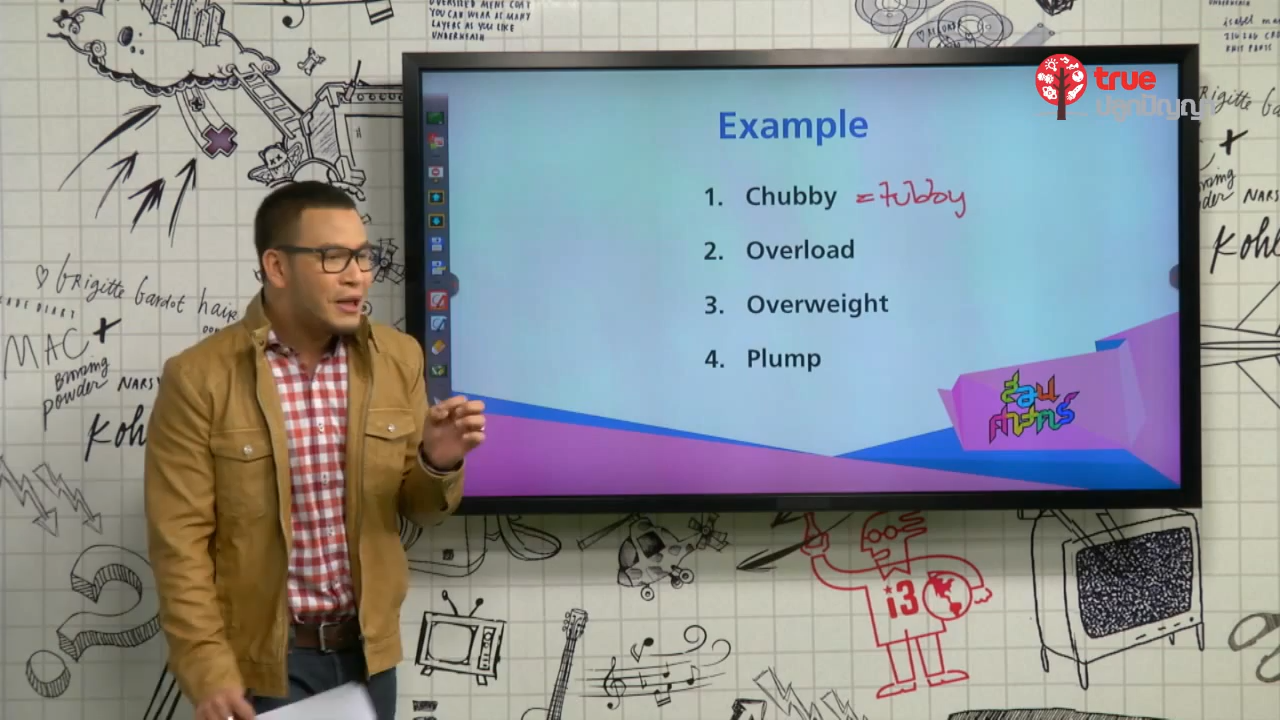 OVERSIZED MENS COAT
YOU CAN WEAR AS MANY
LAYERS AS YOU LIKE
UNDERNEATH
true
ปลูกปัญญา
Example
1. Chubby =tubby
2. Overload
3. Overweight
4. Plump
สอน
ศาสตร์
Brigitte Bardot hair
MAC
Bronzing
powder
NARS
Kohl
i3